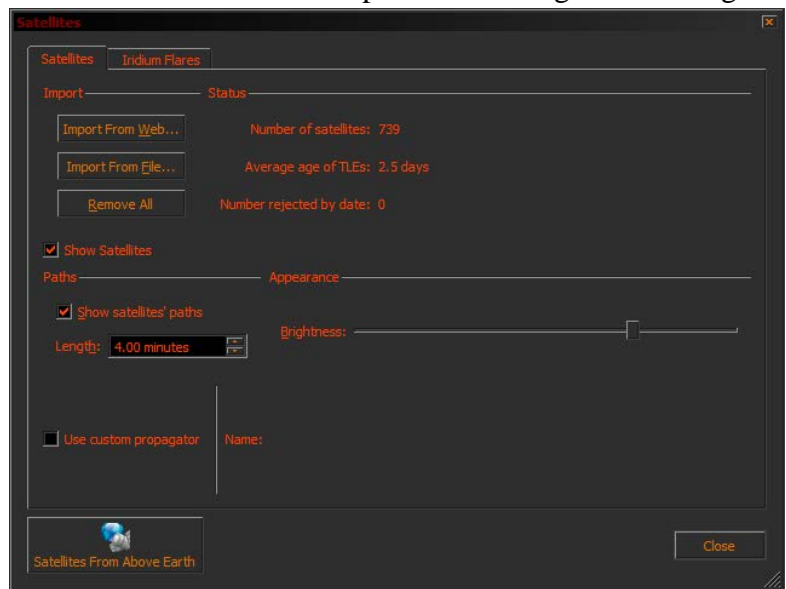 Satellites
Satellites Iridium Flares
Import Status
Import From Web... Number of satellites: 739
Import From File... Average age of TLEs: 2.5 days
Remove All Number rejected by date: 0
Show Satellites
Paths Appearance
Show satellites' paths
Brightness:
Length: 4.00 minutes
Use custom propagator Name:
Satellites From Above Earth
Close